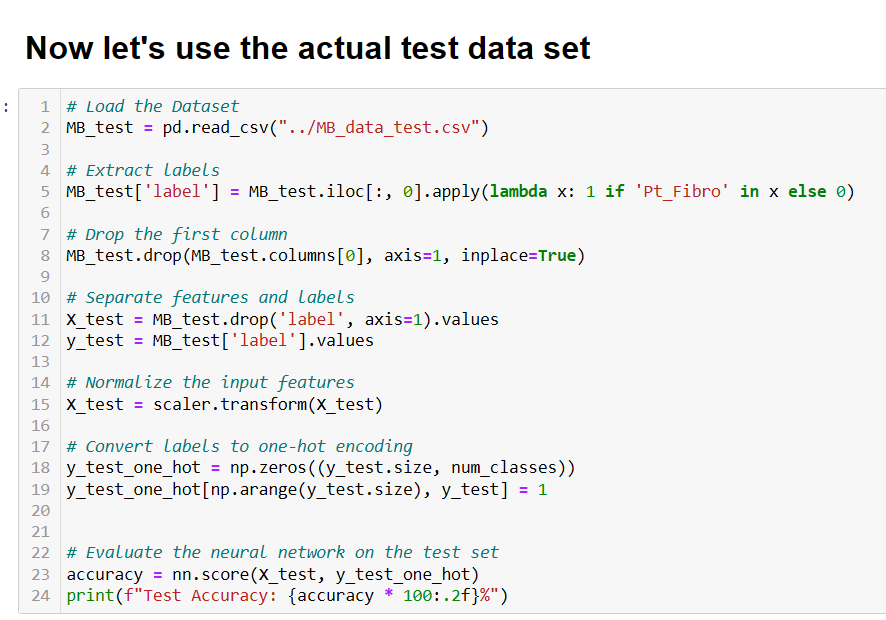 Now let's use the actual test data set
:
1 # Load the Dataset
2 MB_test = pd.read_csv("../MB_data_test.csv")
3
4 # Extract labels
5 MB_test['label'] = MB_test.iloc[:, 0].apply(lambda x: 1 if 'Pt_Fibro' in x else 0)
6
7 # Drop the first column
8 MB_test.drop(MB_test.columns[0], axis=1, inplace=True)
9
10 # Separate features and labels
11 X_test = MB_test.drop('label', axis=1).values
12 y_test = MB_test['label'].values
13
14 # Normalize the input features
15 X_test = scaler.transform(X_test)
16
17 # Convert labels to one-hot encoding
18 y_test_one_hot = np.zeros((y_test.size, num_classes))
19 y_test_one_hot[np.arange(y_test.size), y_test] = 1
20
21
22 # Evaluate the neural network on the test set
23 accuracy = nn.score(X_test, y_test_one_hot)
24 print(f"Test Accuracy: {accuracy * 100:.2f}%")